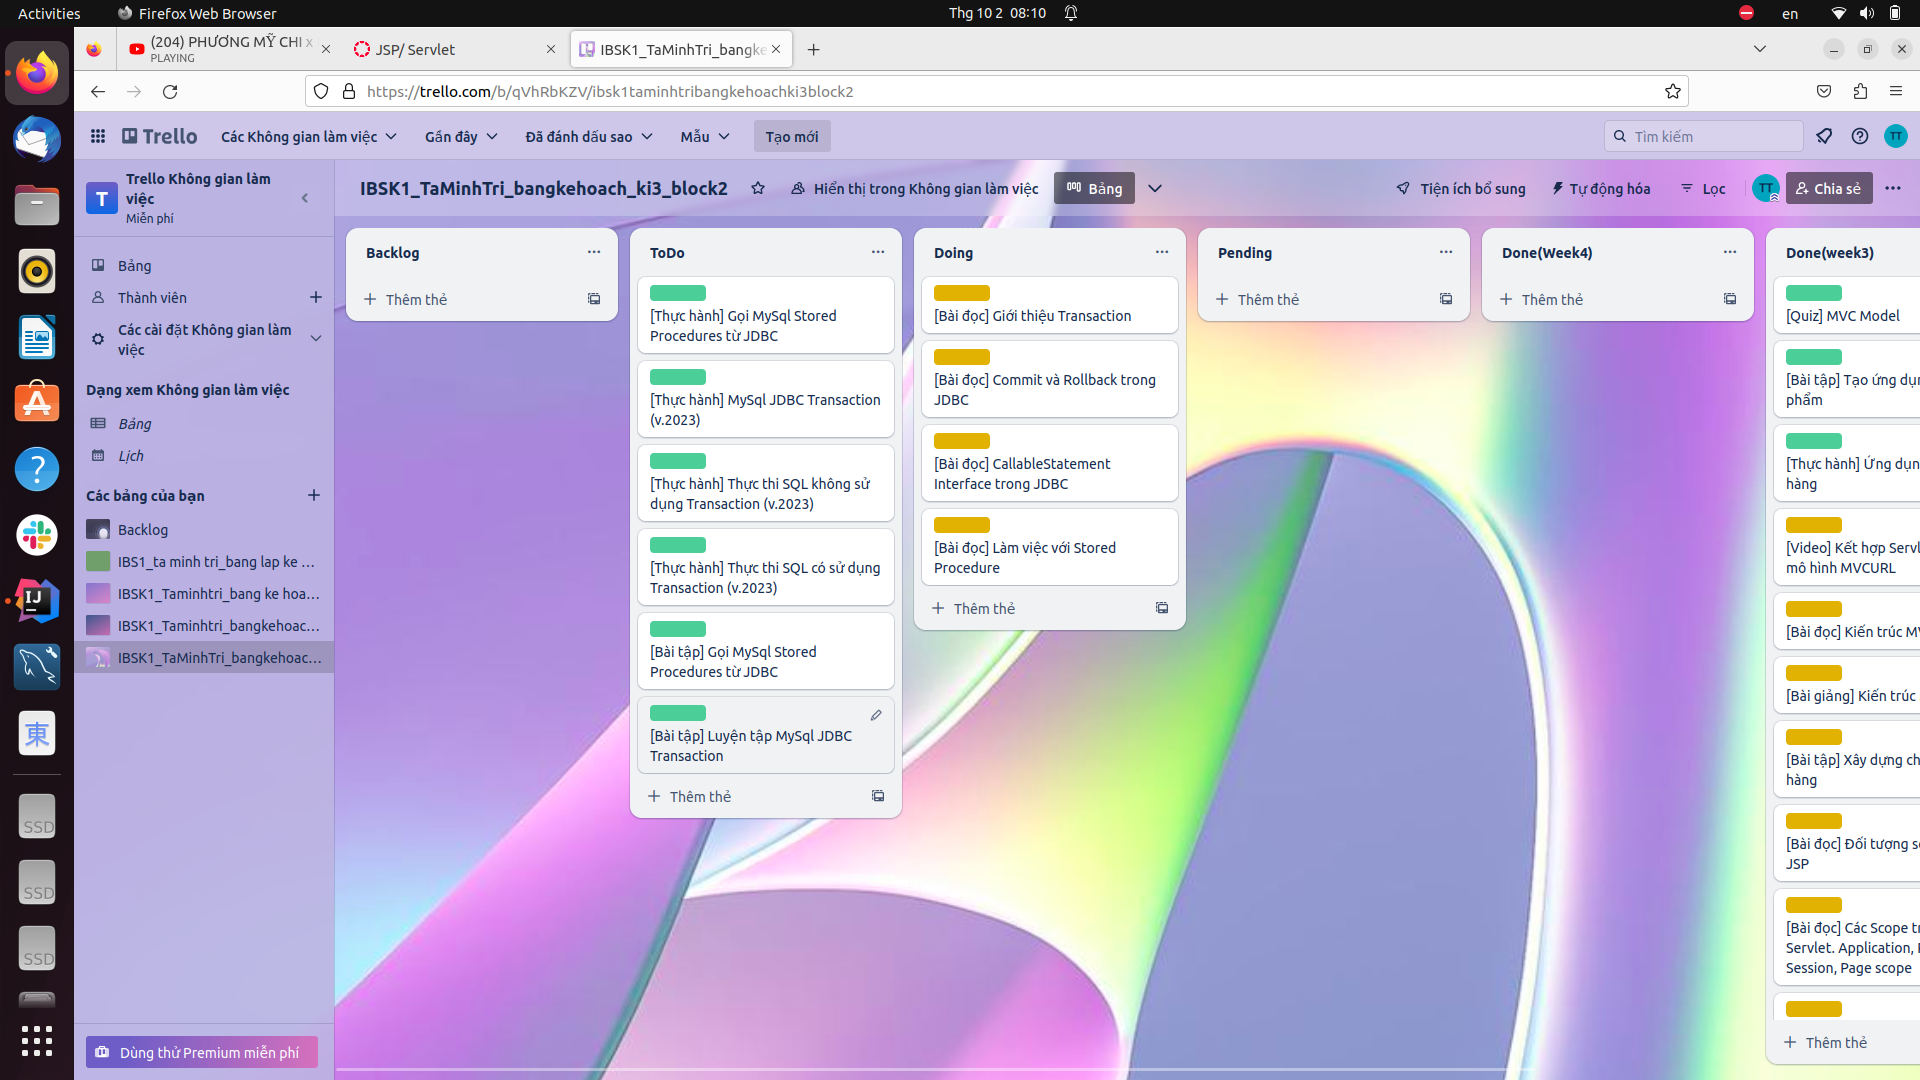 Activities
Firefox Web Browser
Thg 10 2 08:10
en
(204) PHƯƠNG MỸ CHI x
PLAYING
JSP/ Servlet
IBSK1_TaMinhTri_bangke
https://trello.com/b/qVhRbKZV/ibsk1taminhtribangkehoachki3block2
Trello
Các Không gian làm việc
Gần đây
Đã đánh dấu sao
Mẫu
Tạo mới
Tìm kiếm
TT
T
Trello Không gian làm
việc
Miễn phí
IBSK1_TaMinhTri_bangkehoach_ki3_block2
Hiển thị trong Không gian làm việc
Bảng
Tiện ích bổ sung
Tự động hóa
Lọc
TT
Chia sẻ
Bảng
Thành viên
Các cài đặt Không gian làm
việc
Dạng xem Không gian làm việc
Bảng
Lịch
Các bảng của bạn
Backlog
IBS1_ta minh tri_bang lap ke ...
IBSK1_Taminhtri_bang ke hoa...
IBSK1_Taminhtri_bangkehoac...
IBSK1_TaMinhTri_bangkehoac...
Dùng thử Premium miễn phí
Backlog
Thêm thẻ
ToDo
[Thực hành] Gọi MySql Stored
Procedures từ JDBC
[Thực hành] MySql JDBC Transaction
(v.2023)
[Thực hành] Thực thi SQL không sử
dụng Transaction (v.2023)
[Thực hành] Thực thi SQL có sử dụng
Transaction (v.2023)
[Bài tập] Gọi MySql Stored
Procedures từ JDBC
[Bài tập] Luyện tập MySql JDBC
Transaction
Thêm thẻ
Doing
[Bài đọc] Giới thiệu Transaction
[Bài đọc] Commit và Rollback trong
JDBC
[Bài đọc] CallableStatement
Interface trong JDBC
[Bài đọc] Làm việc với Stored
Procedure
Thêm thẻ
Pending
Thêm thẻ
Done(Week4)
Thêm thẻ
Done(week3)
[Quiz] MVC Model
[Bài tập] Tạo ứng dụ
phẩm
[Thực hành] Ứng dụn
hàng
[Video] Kết hợp Servl
mô hình MVCURL
[Bài đọc] Kiến trúc MV
[Bài giảng] Kiến trúc
[Bài tập] Xây dựng ch
hàng
[Bài đọc] Đối tượng se
JSP
[Bài đọc] Các Scope tr
Servlet. Application,
Session, Page scope
Thêm thẻ
IJ
?
東
SSD
SSD
SSD